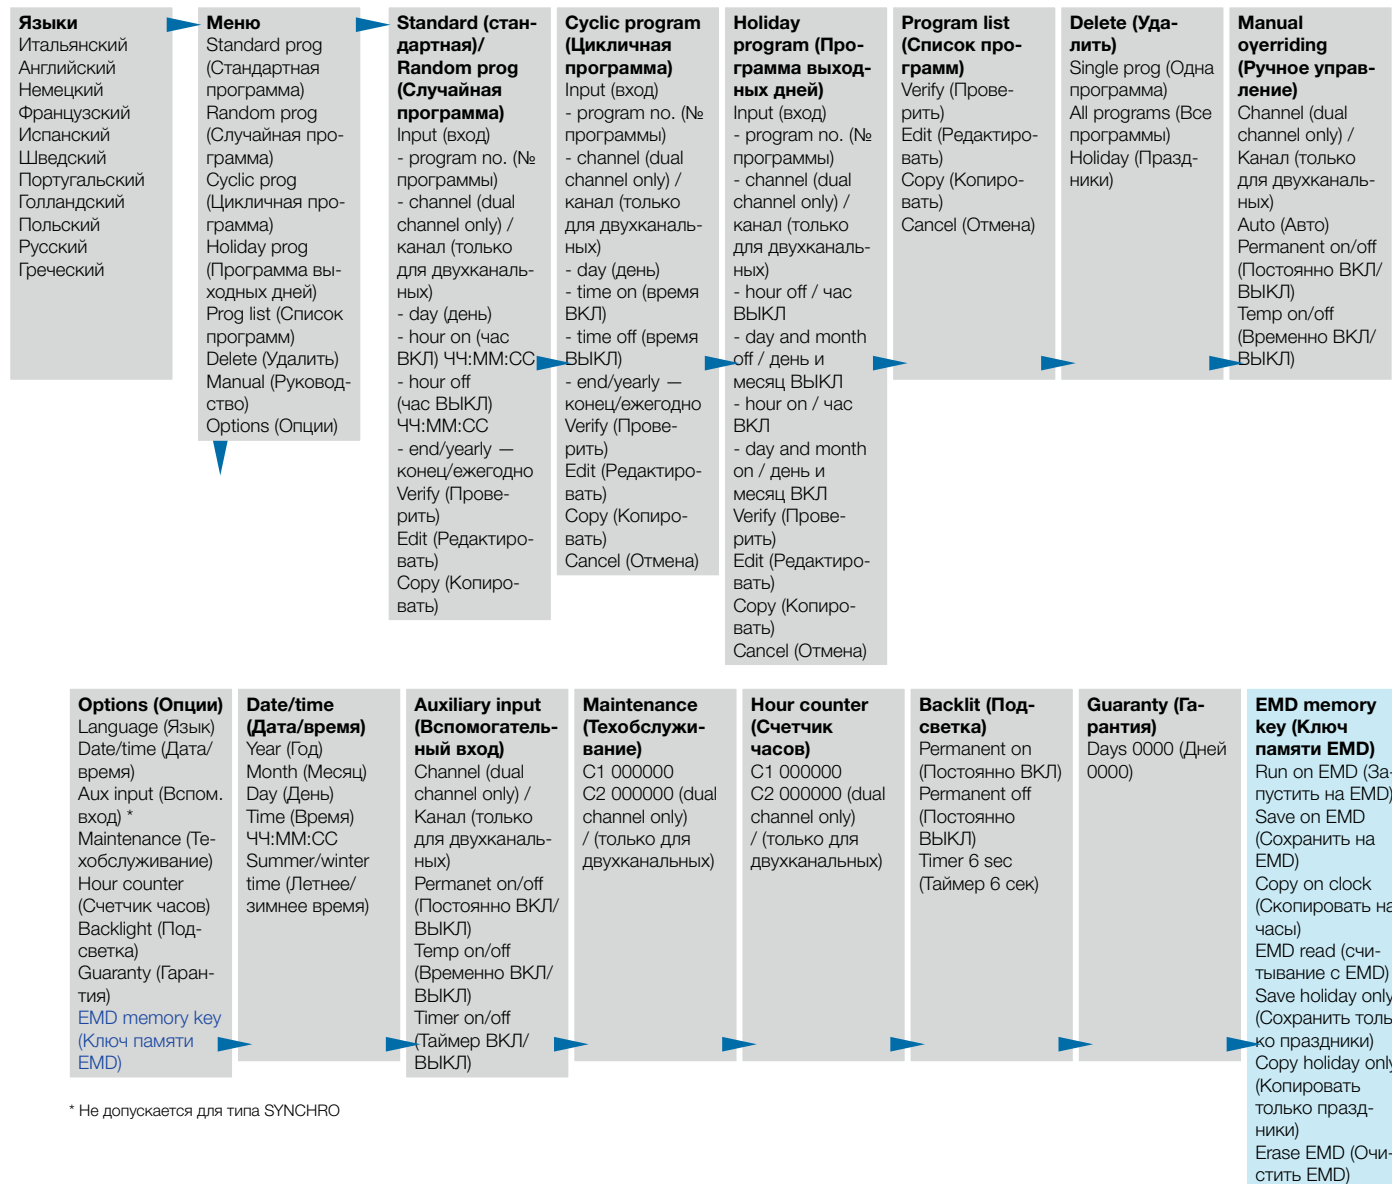 Языки
Итальянский
Английский
Немецкий
Французский
Испанский
Шведский
Португальский
Голландский
Польский
Русский
Греческий
Меню
Standard prog
(Стандартная
программа)
Random prog
(Случайная про-
грамма)
Cyclic prog
(Цикличная про-
грамма)
Holiday prog
(Программа вы-
ходных дней)
Prog list (Список
программ)
Delete (Удалить)
Manual (Руковод-
ство)
Options (Опции)
Standard (стан-
дартная)/
Random prog
(Случайная
программа)
Input (вход)
- program no. (№
программы)
- channel (dual
channel only) /
канал (только
для двухканаль-
ных)
- day (день)
- hour on (час
ВКЛ) ЧЧ:ММ:СС
- hour off
(час ВЫКЛ)
ЧЧ:ММ:СС
- end/yearly —
конец/ежегодно
Verify (Прове-
рить)
Edit (Редактиро-
вать)
Copy (Копиро-
вать)
Cyclic program
(Цикличная
программа)
Input (вход)
- program no. (№
программы)
- channel (dual
channel only) /
канал (только
для двухканаль-
ных)
- day (день)
- time on (время
ВКЛ)
- time off (время
ВЫКЛ)
- end/yearly —
конец/ежегодно
Verify (Прове-
рить)
Edit (Редактиро-
вать)
Copy (Копиро-
вать)
Cancel (Отмена)
Holiday
program (Про-
грамма выход-
ных дней)
Input (вход)
- program no. (№
программы)
- channel (dual
channel only) /
канал (только
для двухканаль-
ных)
- hour off / час
ВЫКЛ
- day and month
off / день и
месяц ВЫКЛ
- hour on / час
ВКЛ
- day and month
on / день и
месяц ВКЛ
Verify (Прове-
рить)
Edit (Редактиро-
вать)
Copy (Копиро-
вать)
Cancel (Отмена)
Program list
(Список про-
грамм)
Verify (Прове-
рить)
Edit (Редактиро-
вать)
Copy (Копиро-
вать)
Cancel (Отмена)
Delete (Уда-
лить)
Single prog (Одна
программа)
All programs (Все
программы)
Holiday (Празд-
ники)
Manual
oyerriding
(Ручное управ-
ление)
Channel (dual
channel only) /
Канал (только
для двухканаль-
ных)
Auto (Авто)
Permanent on/off
(Постоянно ВКЛ/
ВЫКЛ)
Temp on/off
(Временно ВКЛ/
ВЫКЛ)
Options (Опции)
Language (Язык)
Date/time (Дата/
время)
Aux input (Вспом.
вход) *
Maintenance (Те-
хобслуживание)
Hour counter
(Счетчик часов)
Backlight (Под-
светка)
Guaranty (Гаран-
тия)
EMD memory key
(Ключ памяти
EMD)
Date/time
(Дата/время)
Year (Год)
Month (Месяц)
Day (День)
Time (Время)
ЧЧ:ММ:СС
Summer/winter
time (Летнее/
зимнее время)
Auxiliary input
(Вспомогатель-
ный вход)
Channel (dual
channel only) /
Канал (только
для двухканаль-
ных)
Permanet on/off
(Постоянно ВКЛ/
ВЫКЛ)
Temp on/off
(Временно ВКЛ/
ВЫКЛ)
Timer on/off
(Таймер ВКЛ/
ВЫКЛ)
Maintenance
(Техобслужи-
вание)
C1 000000
C2 000000 (dual
channel only)
/ (только для
двухканальных)
Hour counter
(Счетчик
часов)
C1 000000
C2 000000 (dual
channel only)
/ (только для
двухканальных)
Backlit (Под-
светка)
Permanent on
(Постоянно ВКЛ)
Permanent off
(Постоянно
ВЫКЛ)
Timer 6 sec
(Таймер 6 сек)
Guaranty (Га-
рантия)
Days 0000 (Дней
0000)
EMD memory
key (Ключ
памяти EMD)
Run on EMD (За-
пустить на EMD)
Save on EMD
(Сохранить на
EMD)
Copy on clock
(Скопировать на
часы)
EMD read (счи-
тывание с EMD)
Save holiday only
(Сохранить толь-
ко праздники)
Copy holiday only
(Копировать
только празд-
ники)
Erase EMD (Очи-
стить EMD)
* Не допускается для типа SYNCHRO